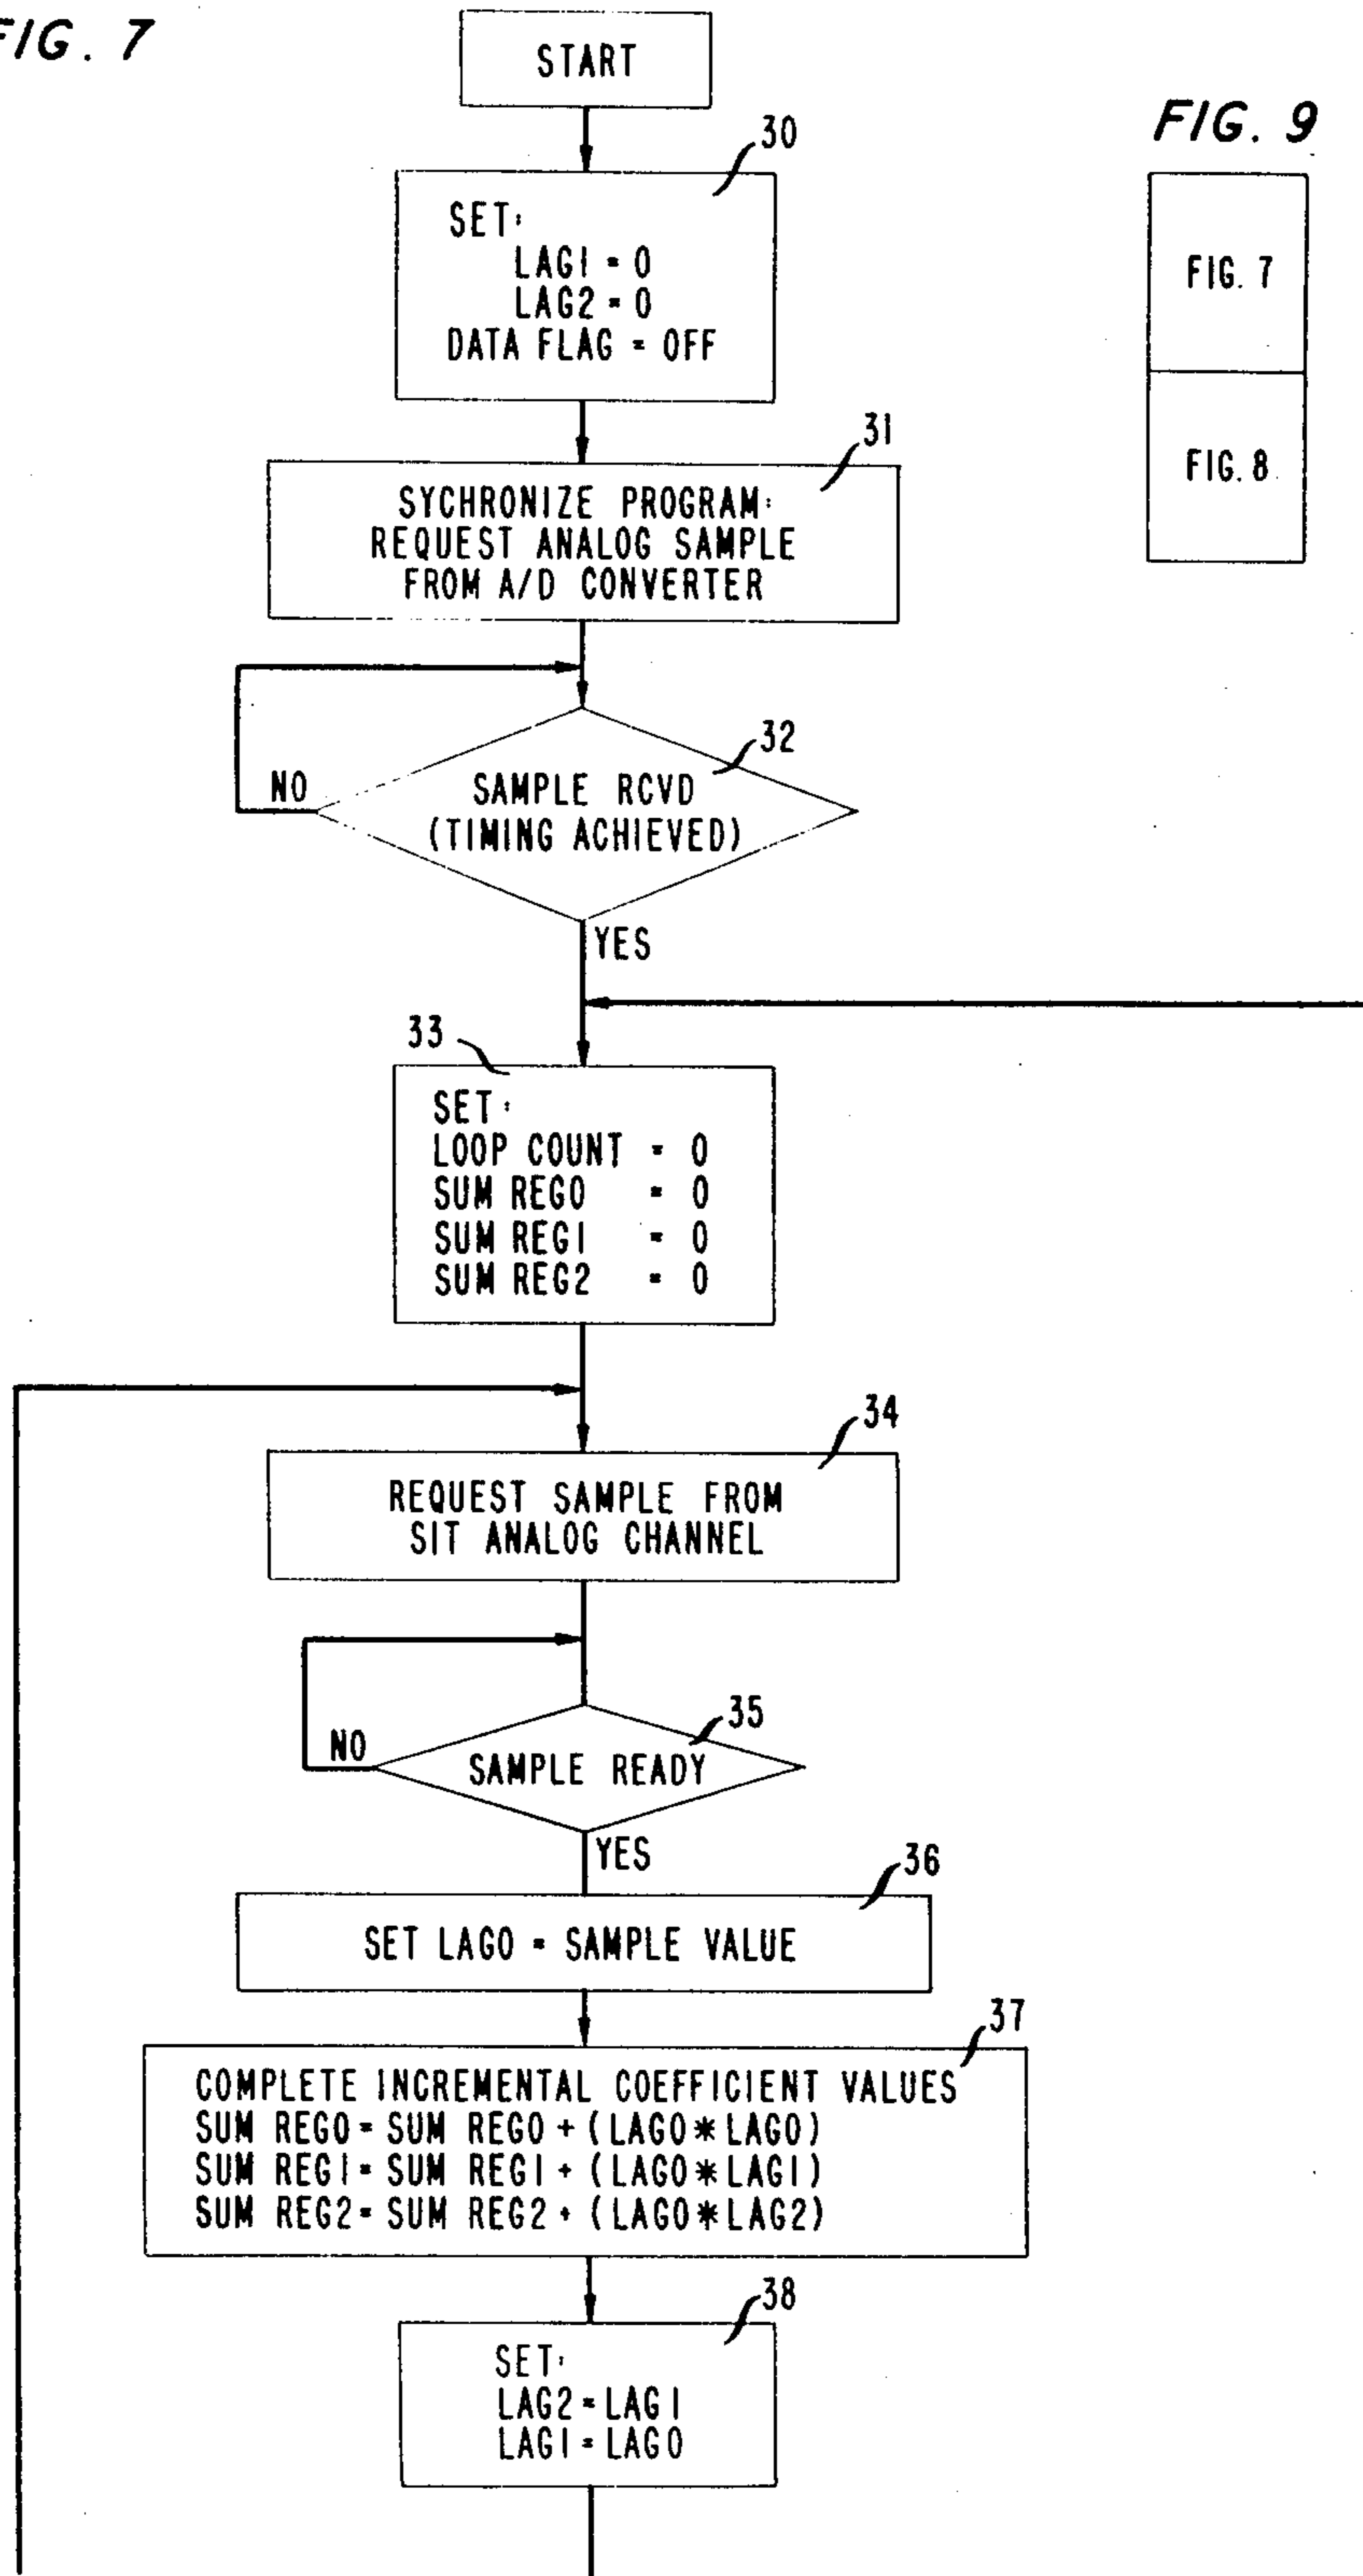 FIG. 7
START
FIG. 9
30
SET:
LAG1 = 0
LAG2 = 0
DATA FLAG = OFF
FIG. 7
FIG. 8
31
SYCHRONIZE PROGRAM:
REQUEST ANALOG SAMPLE
FROM A/D CONVERTER
32
NO
SAMPLE RCVD
(TIMING ACHIEVED)
YES
33
SET:
LOOP COUNT = 0
SUM REG0 = 0
SUM REG1 = 0
SUM REG2 = 0
34
REQUEST SAMPLE FROM
SIT ANALOG CHANNEL
35
NO
SAMPLE READY
YES
36
SET LAG0 = SAMPLE VALUE
37
COMPLETE INCREMENTAL COEFFICIENT VALUES
SUM REG0 = SUM REG0 + (LAG0 * LAG0)
SUM REG1 = SUM REG1 + (LAG0 * LAG1)
SUM REG2 = SUM REG2 + (LAG0 * LAG2)
38
SET:
LAG2 = LAG1
LAG1 = LAG0